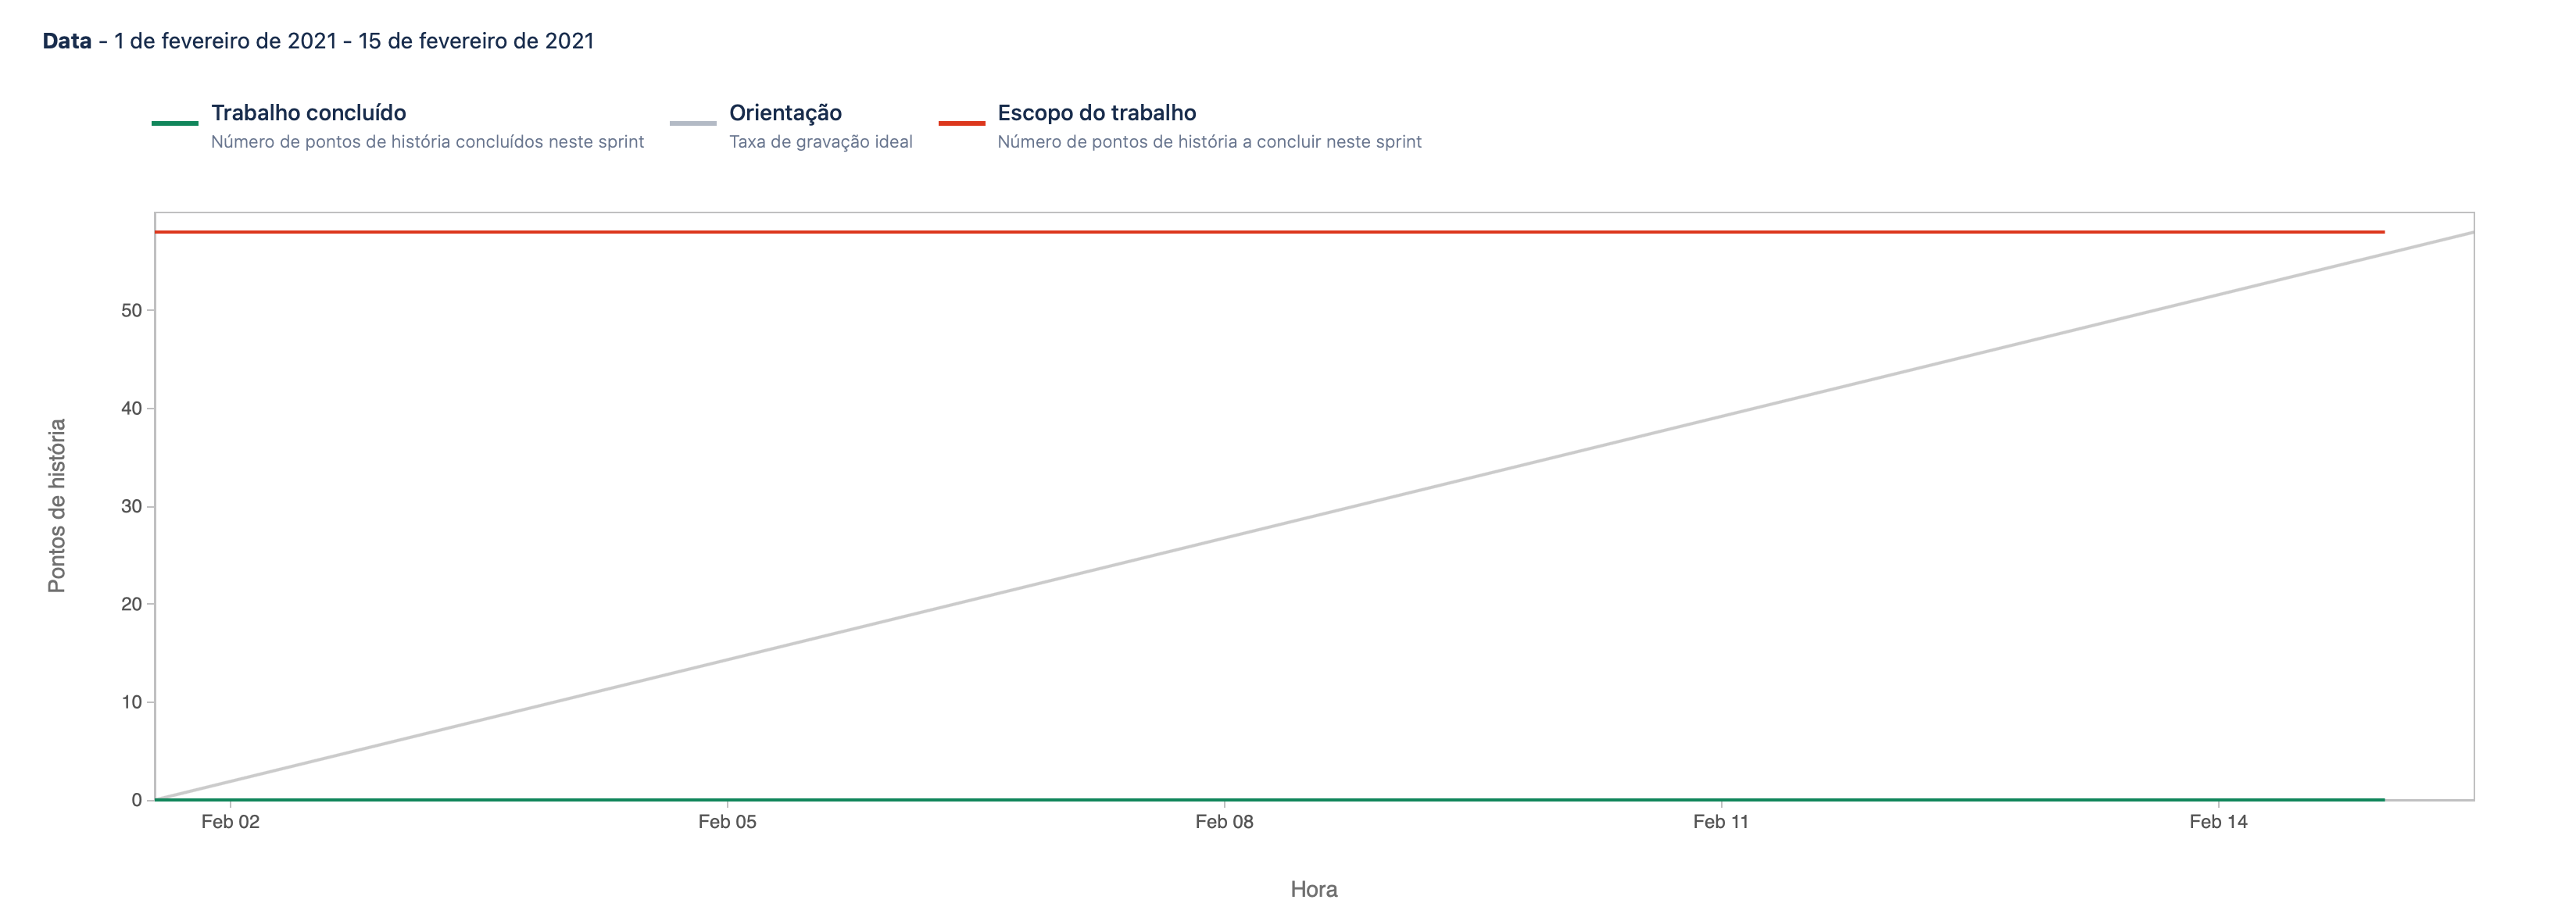 Data - 1 de fevereiro de 2021 - 15 de fevereiro de 2021
Trabalho concluído
Número de pontos de história concluídos neste sprint
Orientação
Taxa de gravação ideal
Escopo do trabalho
Número de pontos de história a concluir neste sprint
Pontos de história
50
40
30
20
10
0
Feb 02
Feb 05
Feb 08
Feb 11
Feb 14
Hora